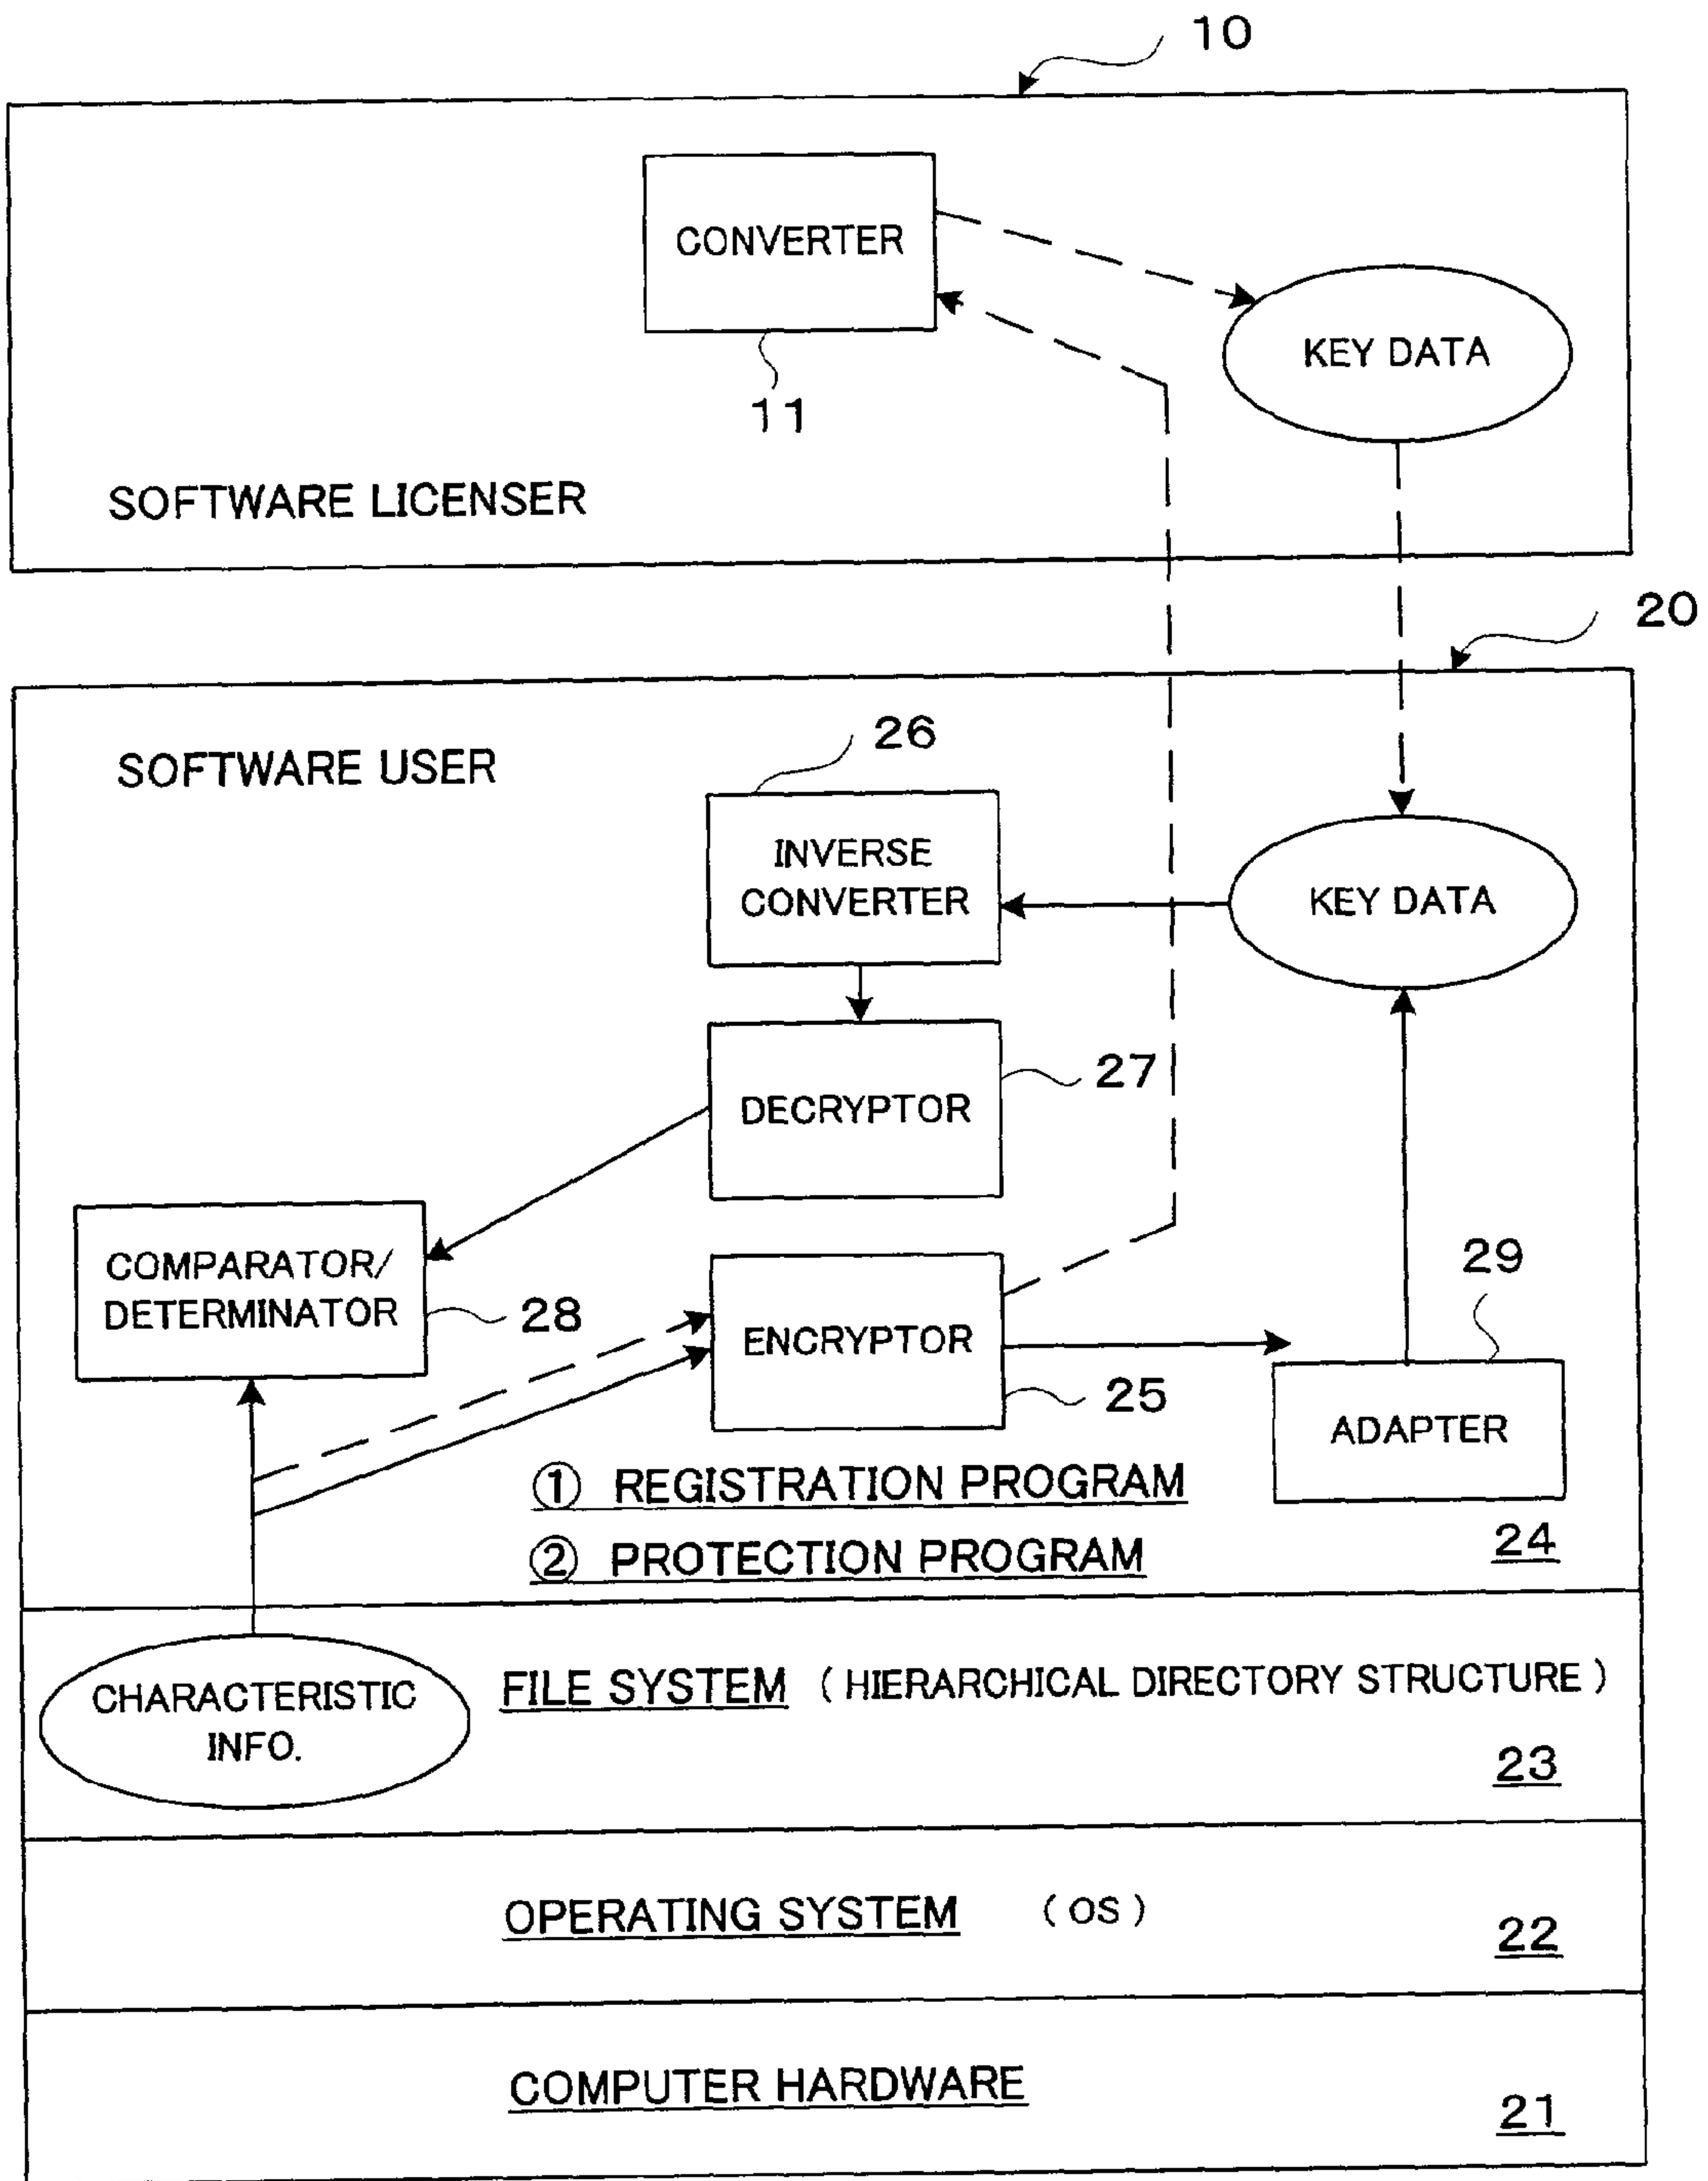 10
CONVERTER
KEY DATA
11
SOFTWARE LICENSER
20
SOFTWARE USER
26
INVERSE
CONVERTER
KEY DATA
27
DECRYPTOR
COMPARATOR/
DETERMINATOR
28
ENCRYPTOR
25
29
ADAPTER
① REGISTRATION PROGRAM
② PROTECTION PROGRAM
24
CHARACTERISTIC
INFO.
FILE SYSTEM (HIERARCHICAL DIRECTORY STRUCTURE)
23
OPERATING SYSTEM (OS)
22
COMPUTER HARDWARE
21